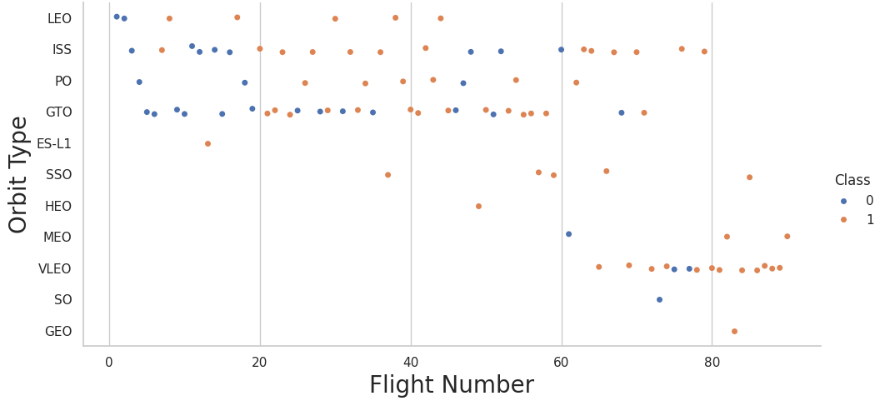 LEO
ISS
PO
GTO
ES-L1
SSO
HEO
MEO
VLEO
SO
GEO
Orbit Type
0 20 40 60 80
Flight Number
Class
0
1